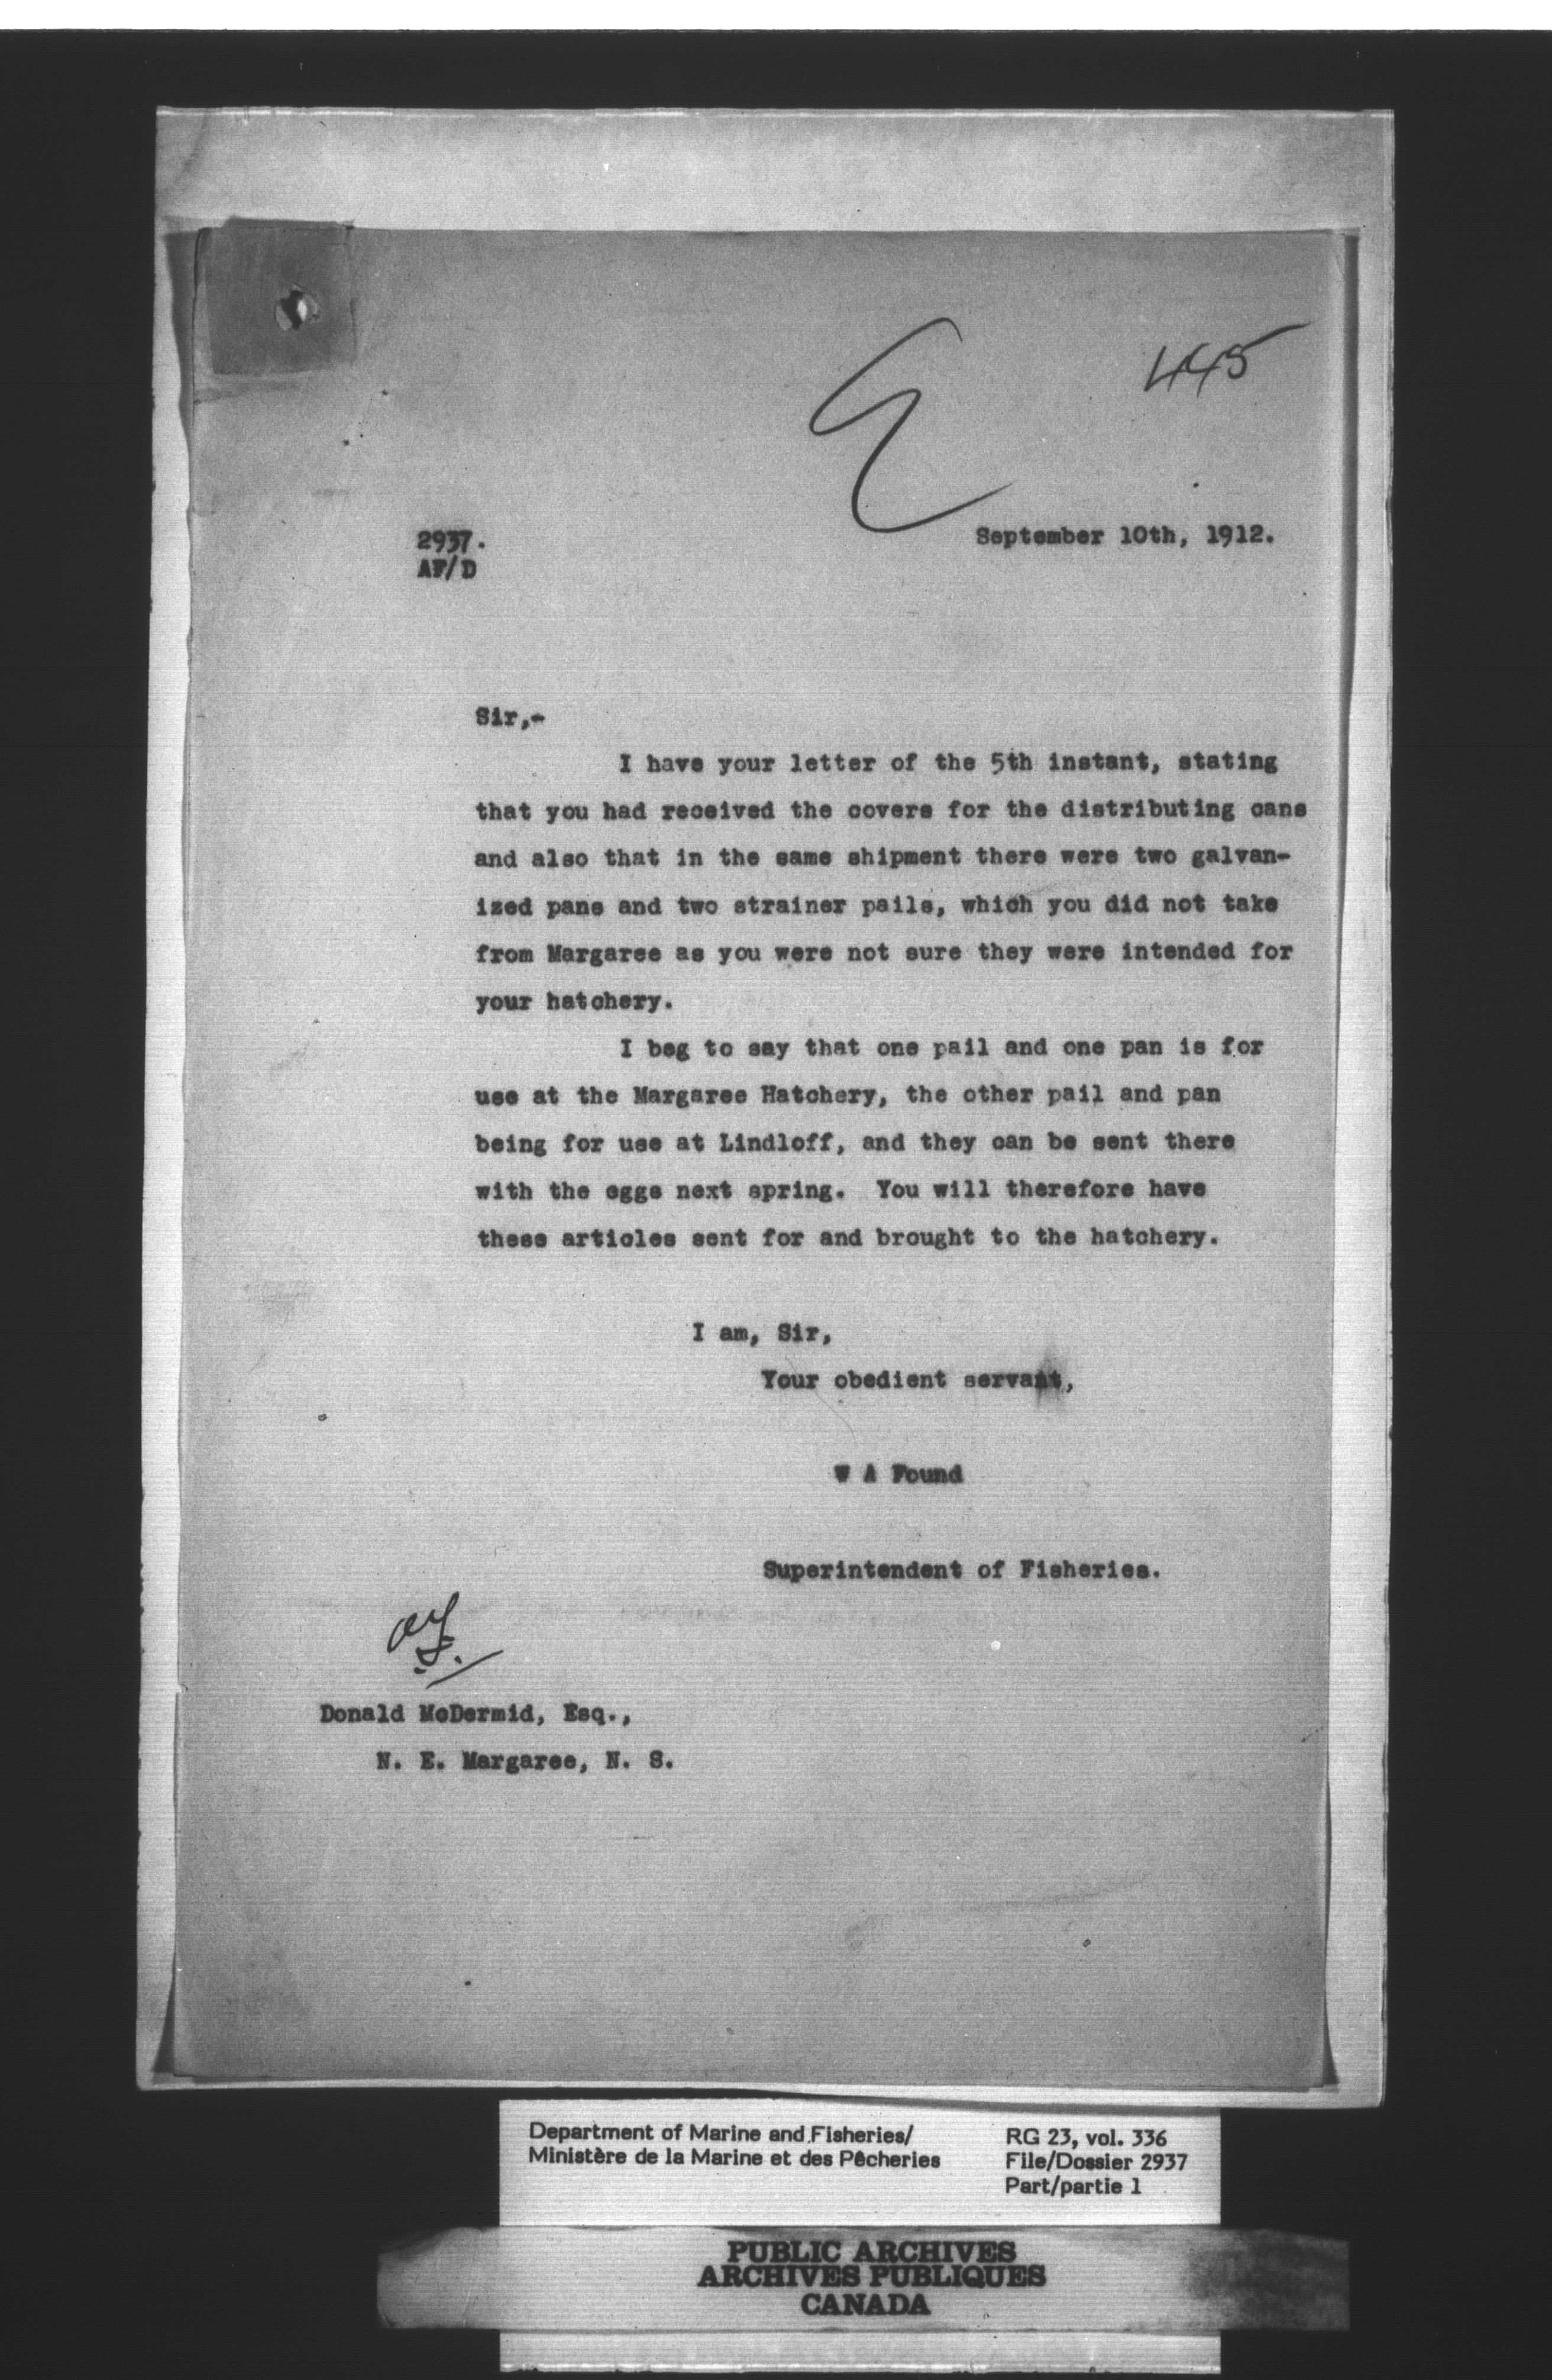 445
2937.
AF/D
September 10th, 1912.
Sir,-
I have your letter of the 5th instant, stating
that you had received the covers for the distributing cans
and also that in the same shipment there were two galvan-
ized pans and two strainer pails, which you did not take
from Margaree as you were not sure they were intended for
your hatchery.
I beg to say that one pail and one pan is for
use at the Margaree Hatchery, the other pail and pan
being for use at Lindloff, and they can be sent there
with the eggs next spring. You will therefore have
these articles sent for and brought to the hatchery.
I am, Sir,
Your obedient servant,
W A Found
Superintendent of Fisheries.
Donald McDermid, Esq.,
N. E. Margaree, N. S.
Department of Marine and Fisheries/
Ministère de la Marine et des Pêcheries
RG 23, vol. 336
File/Dossier 2937
Part/partie 1
PUBLIC ARCHIVES
ARCHIVES PUBLIQUES
CANADA